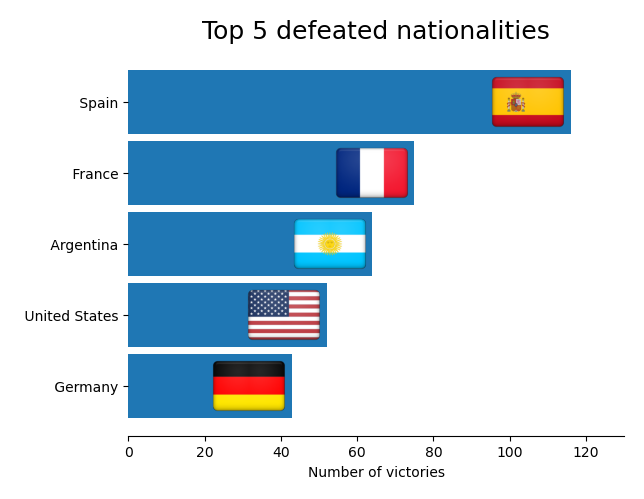 Top 5 defeated nationalities
Spain
France
Argentina
United States
Germany
0 20 40 60 80 100 120
Number of victories